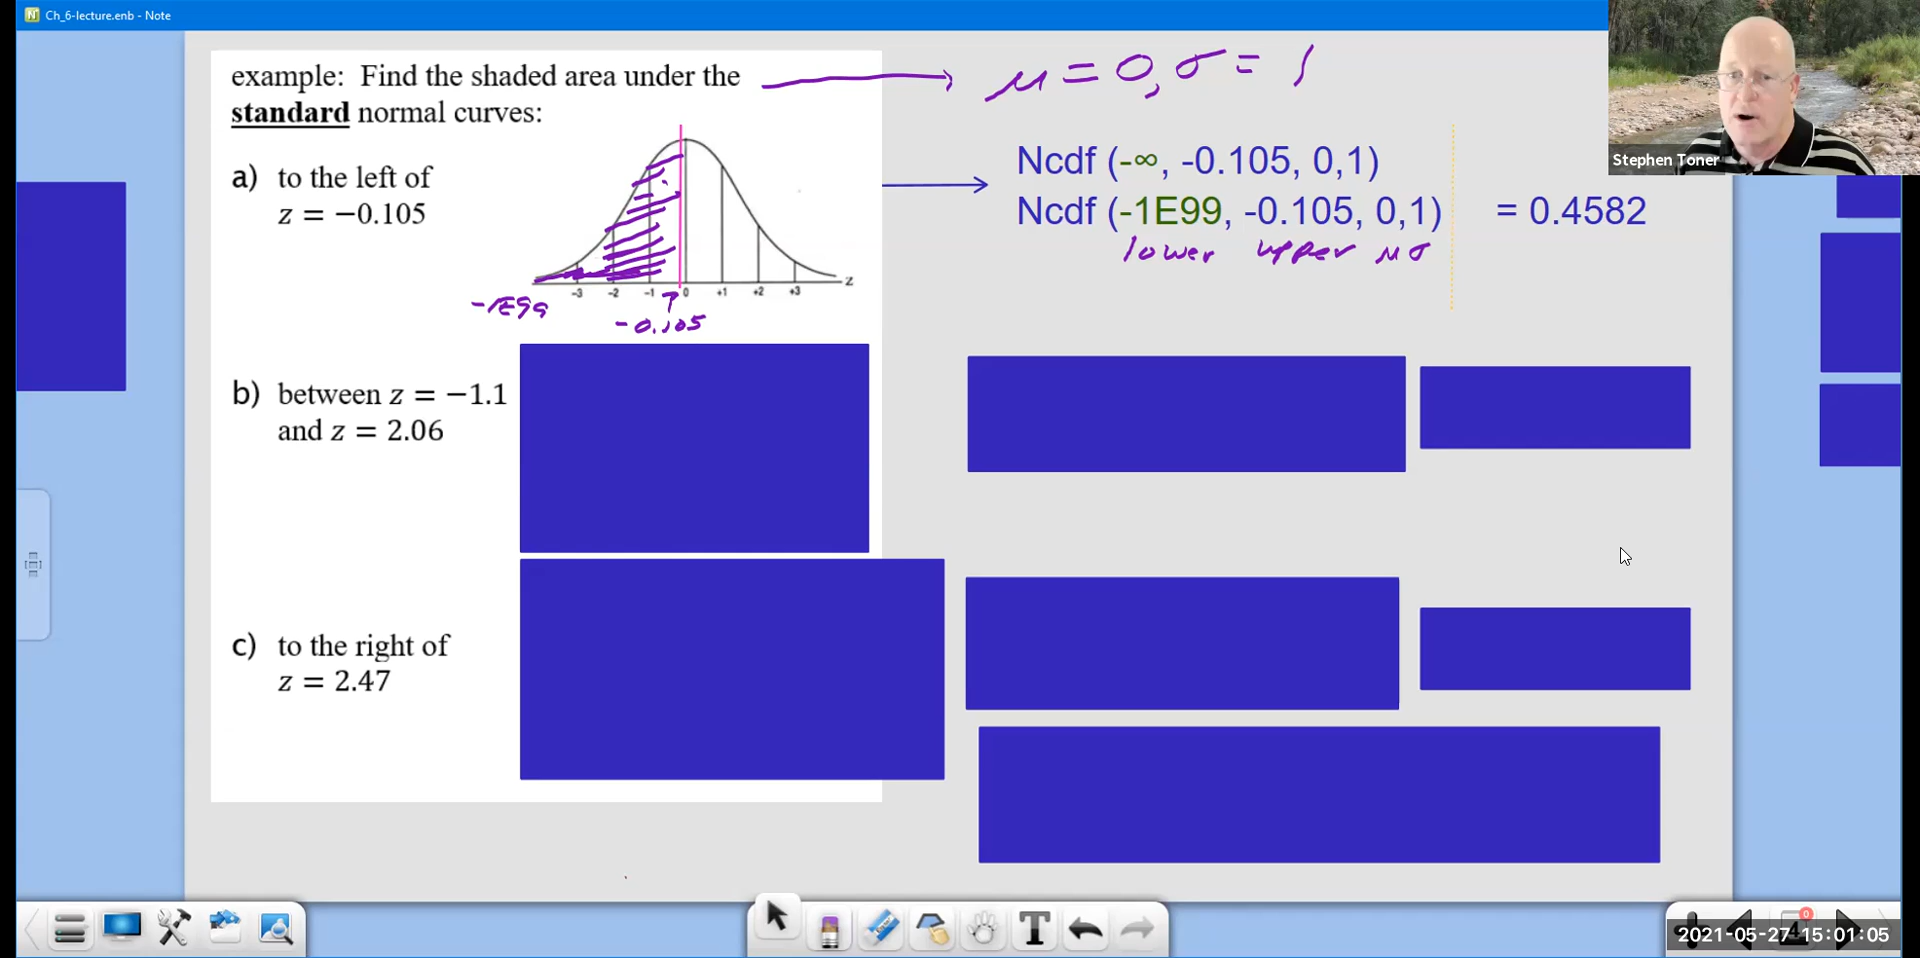 Ch_6-lecture.enb - Note
example: Find the shaded area under the
standard normal curves:
μ = 0, σ = 1
Stephen Toner
a) to the left of
z = −0.105
Ncdf (-∞, -0.105, 0,1)
Ncdf (-1E99, -0.105, 0,1) = 0.4582
lower upper μ σ
z
-3 -2 -1 0 +1 +2 +3
-1E99
-0.105
b) between z = −1.1
and z = 2.06
c) to the right of
z = 2.47
T
0
2021-05-27 15:01:05